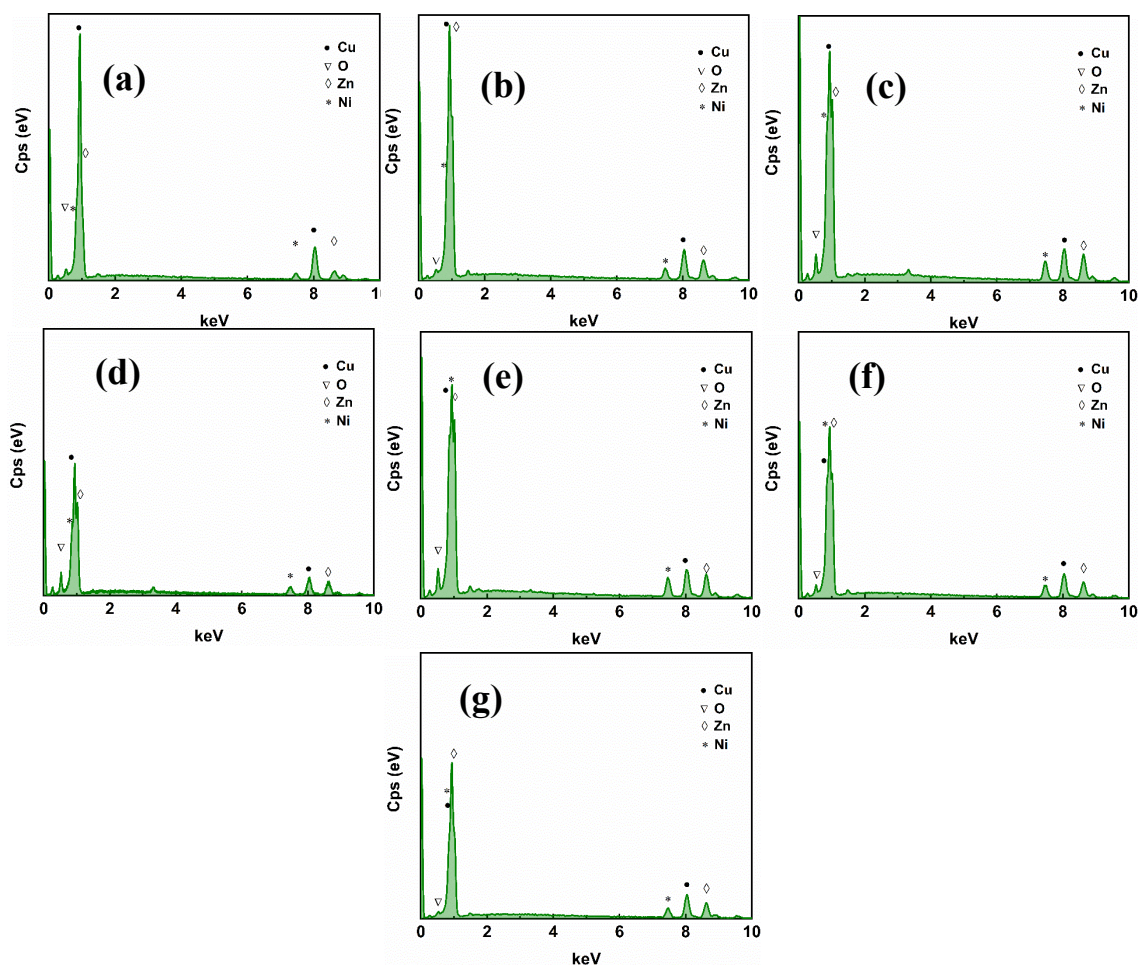 (a)
● Cu
▽ O
◇ Zn
* Ni
Cps (eV)
0 2 4 6 8 10
keV
(b)
● Cu
∨ O
◇ Zn
* Ni
Cps (eV)
0 2 4 6 8 10
keV
(c)
● Cu
▽ O
◇ Zn
* Ni
Cps (eV)
0 2 4 6 8 10
keV
(d)
● Cu
▽ O
◇ Zn
* Ni
Cps (eV)
0 2 4 6 8 10
keV
(e)
● Cu
▽ O
◇ Zn
* Ni
Cps (eV)
0 2 4 6 8 10
keV
(f)
● Cu
▽ O
◇ Zn
* Ni
Cps (eV)
0 2 4 6 8 10
keV
(g)
● Cu
▽ O
◇ Zn
* Ni
Cps (eV)
0 2 4 6 8 10
keV